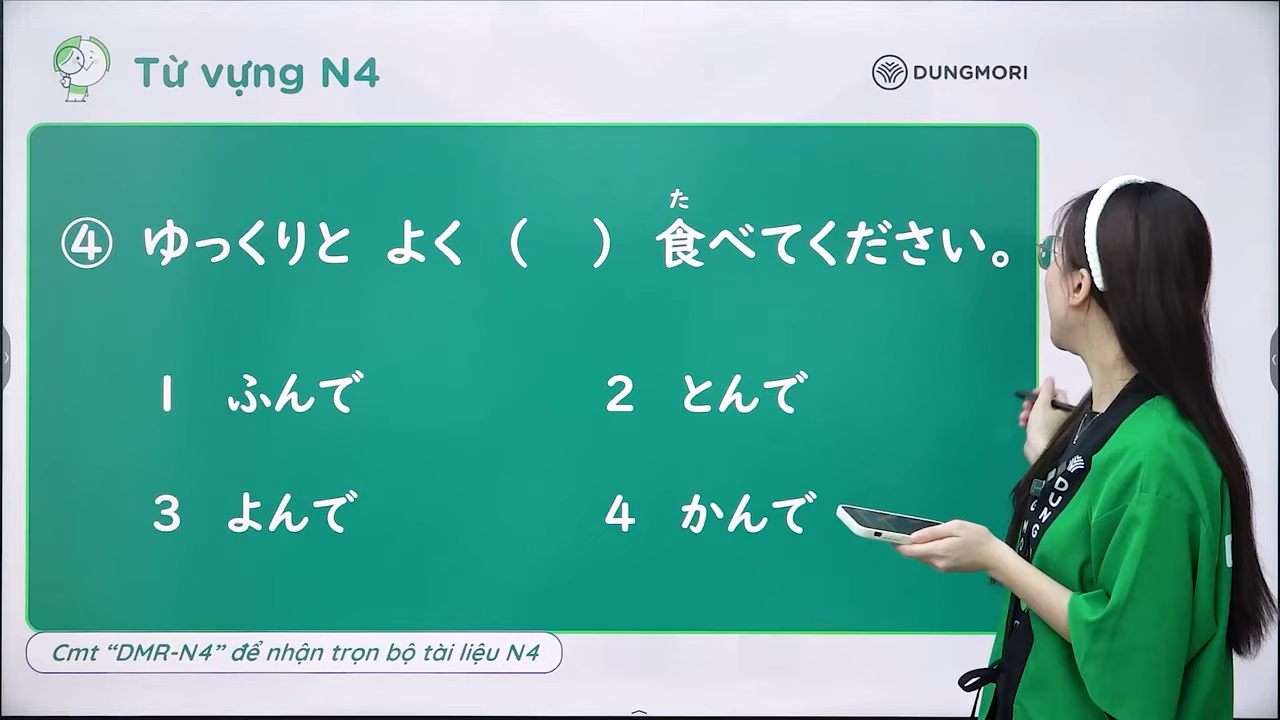 Từ vựng N4
DUNGMORI
た
④ ゆっくりと よく ( ) 食べてください。
1 ふんで
2 とんで
3 よんで
4 かんで
Cmt “DMR-N4” để nhận trọn bộ tài liệu N4